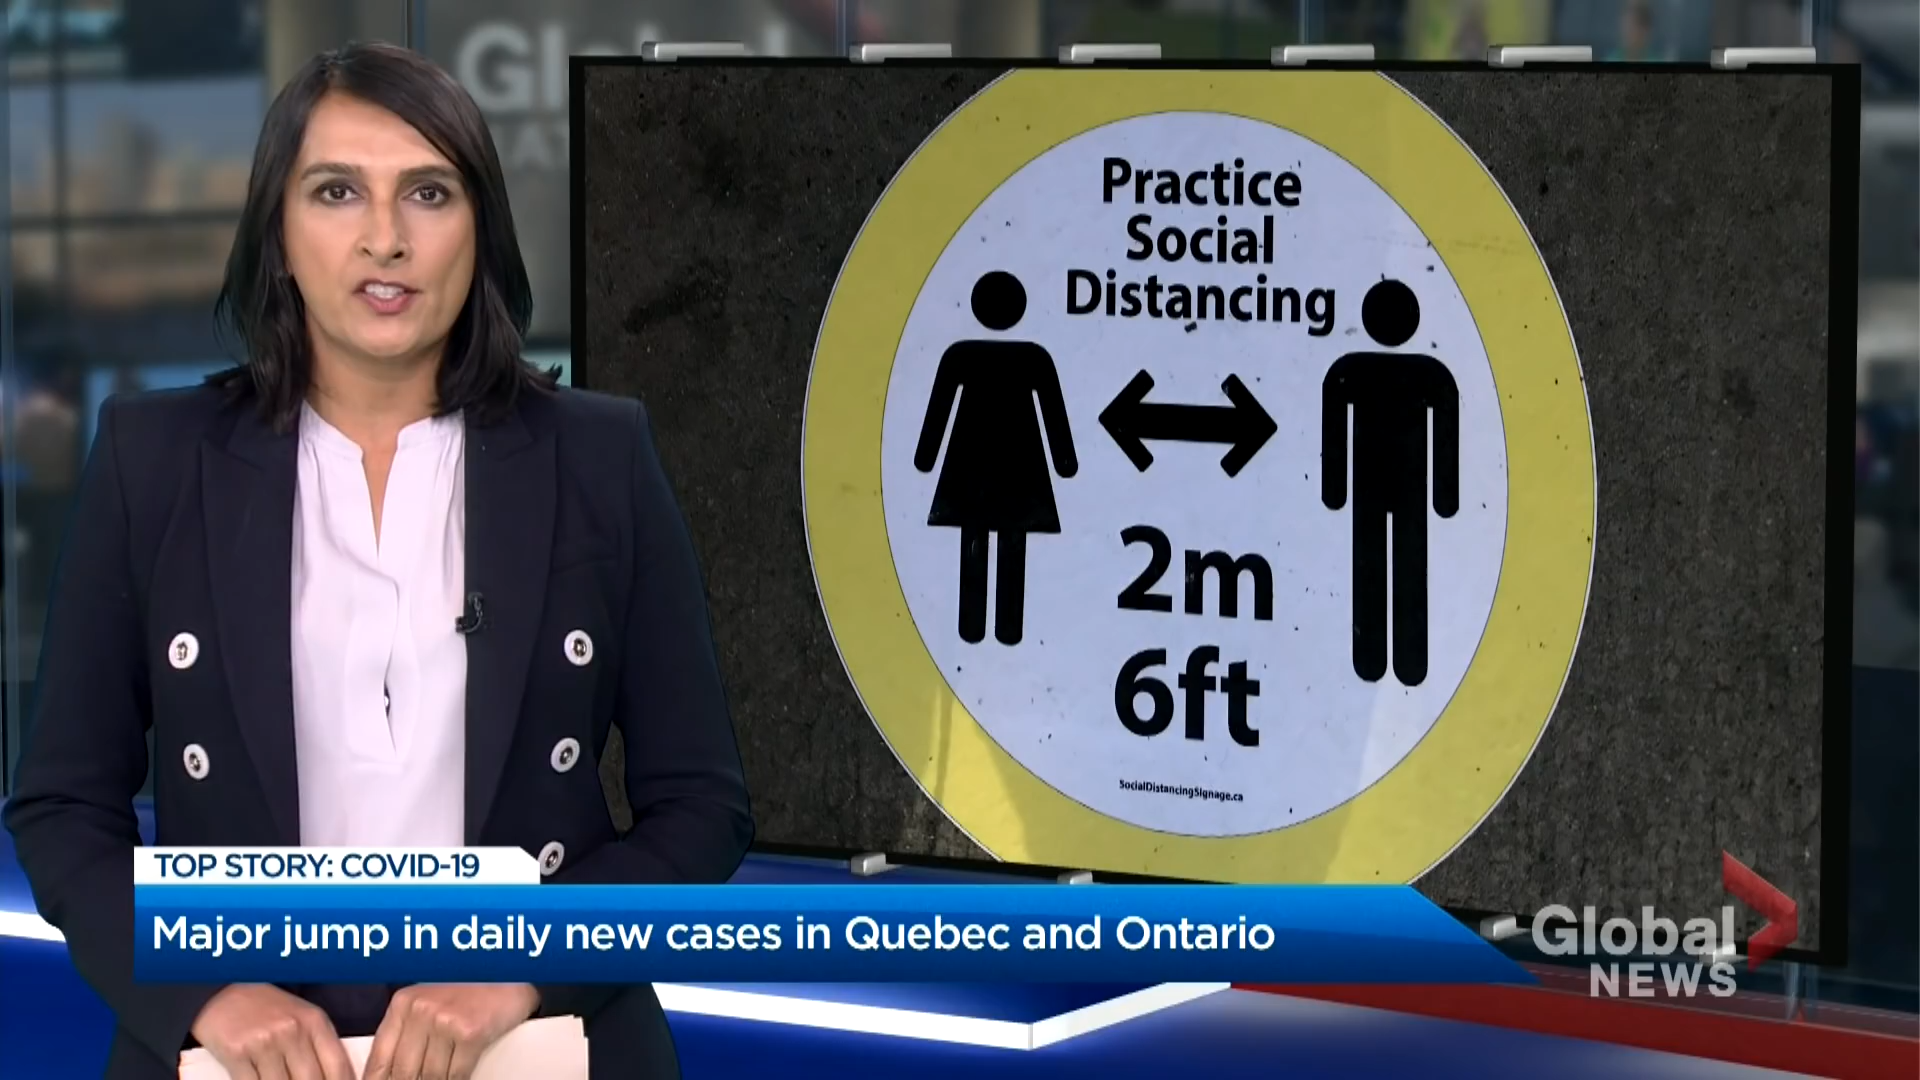 Practice
Social
Distancing
2m
6ft
SocialDistancingSignage.ca
TOP STORY: COVID-19
Major jump in daily new cases in Quebec and Ontario
Global
NEWS